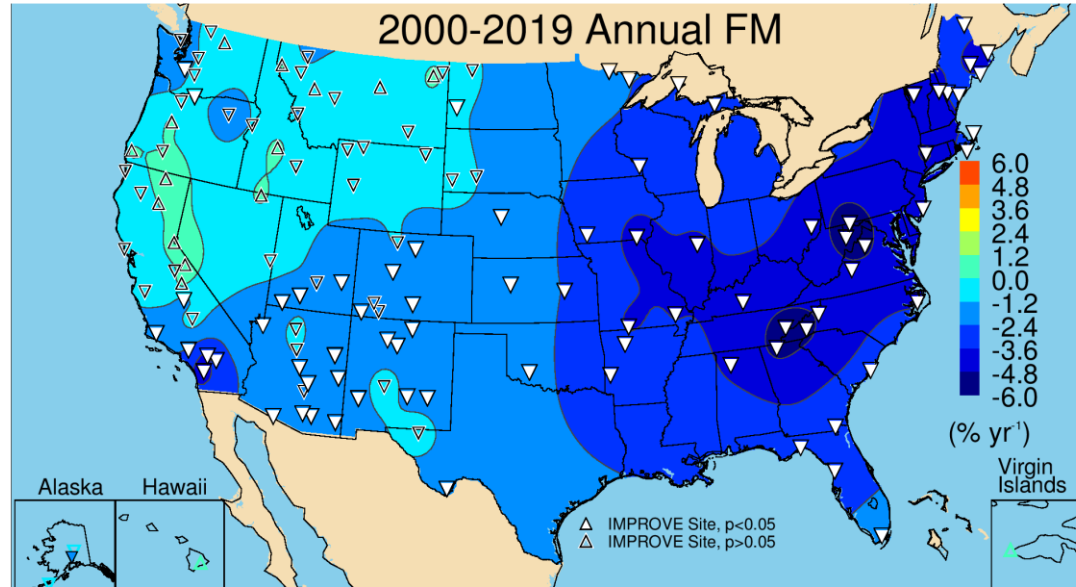 2000-2019 Annual FM
6.0
4.8
3.6
2.4
1.2
0.0
-1.2
-2.4
-3.6
-4.8
-6.0
(% yr⁻¹)
Alaska
Hawaii
Virgin
Islands
IMPROVE Site, p<0.05
IMPROVE Site, p>0.05